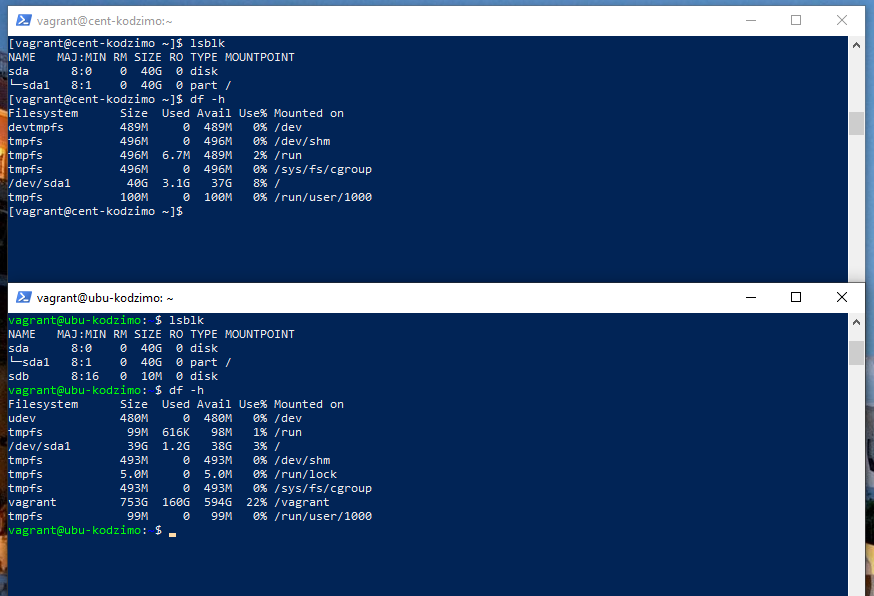 vagrant@cent-kodzimo:~
[vagrant@cent-kodzimo ~]$ lsblk
NAME   MAJ:MIN RM SIZE RO TYPE MOUNTPOINT
sda      8:0    0  40G  0 disk
└─sda1   8:1    0  40G  0 part /
[vagrant@cent-kodzimo ~]$ df -h
Filesystem      Size  Used Avail Use% Mounted on
devtmpfs        489M     0  489M   0% /dev
tmpfs           496M     0  496M   0% /dev/shm
tmpfs           496M  6.7M  489M   2% /run
tmpfs           496M     0  496M   0% /sys/fs/cgroup
/dev/sda1        40G  3.1G   37G   8% /
tmpfs           100M     0  100M   0% /run/user/1000
[vagrant@cent-kodzimo ~]$
vagrant@ubu-kodzimo: ~
vagrant@ubu-kodzimo: $ lsblk
NAME   MAJ:MIN RM SIZE RO TYPE MOUNTPOINT
sda      8:0    0  40G  0 disk
└─sda1   8:1    0  40G  0 part /
sdb      8:16   0  10M  0 disk
vagrant@ubu-kodzimo: $ df -h
Filesystem      Size  Used Avail Use% Mounted on
udev            480M     0  480M   0% /dev
tmpfs            99M  616K   98M   1% /run
/dev/sda1        39G  1.2G   38G   3% /
tmpfs           493M     0  493M   0% /dev/shm
tmpfs           5.0M     0  5.0M   0% /run/lock
tmpfs           493M     0  493M   0% /sys/fs/cgroup
vagrant         753G  160G  594G  22% /vagrant
tmpfs            99M     0   99M   0% /run/user/1000
vagrant@ubu-kodzimo: $